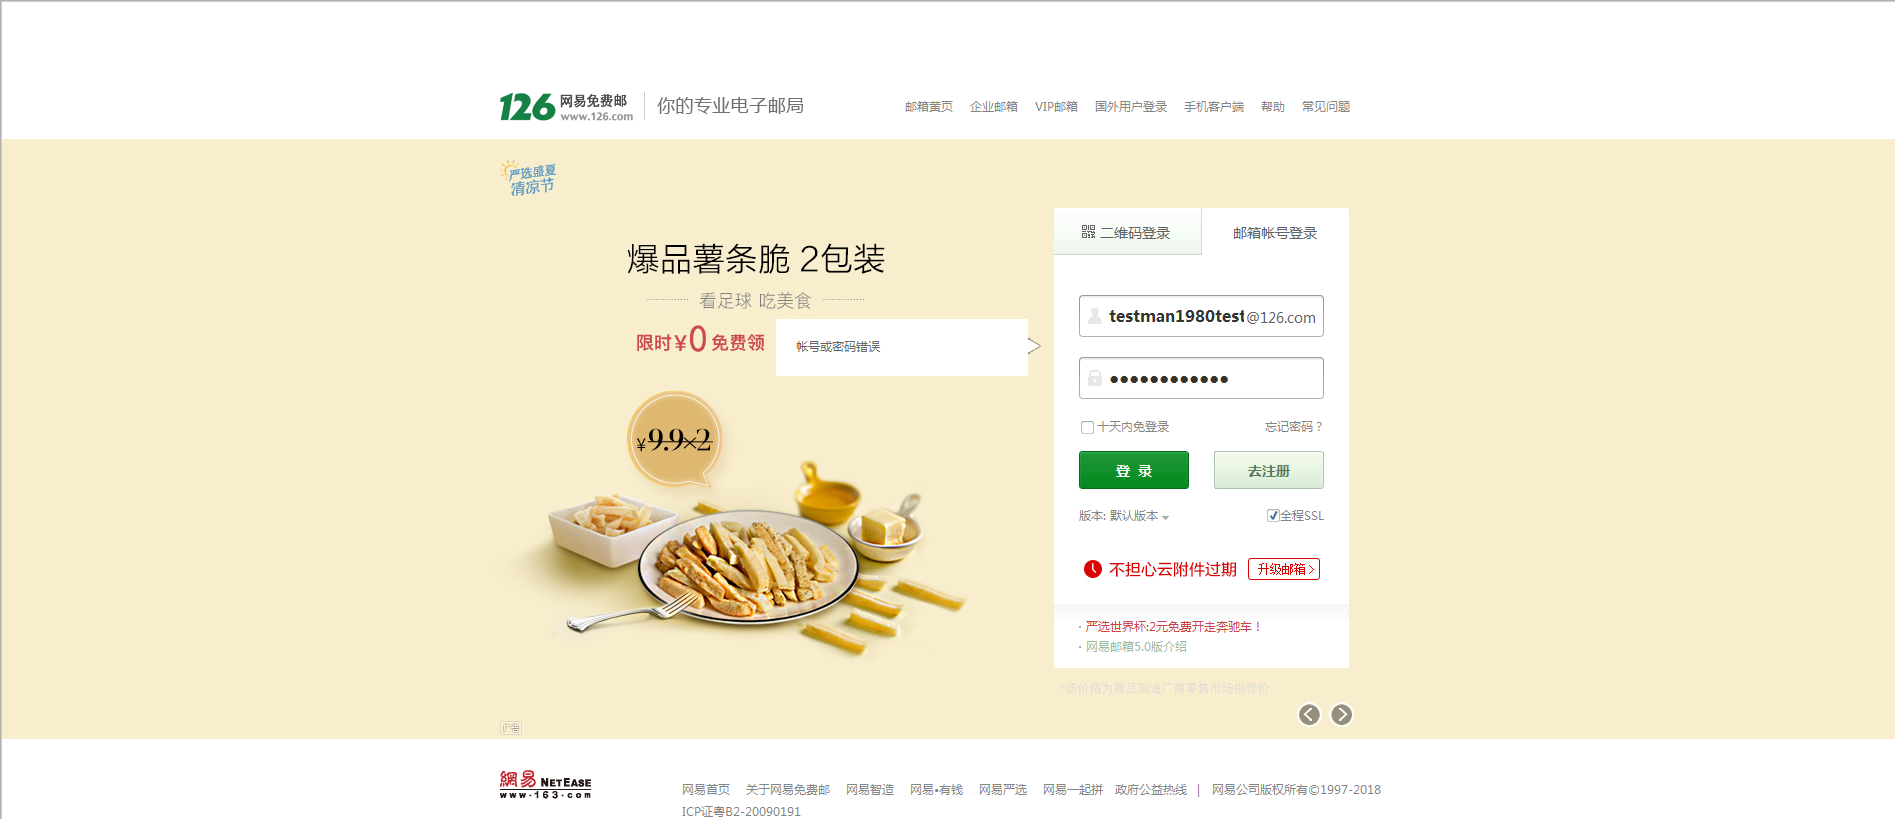 126 网易免费邮 www.126.com 你的专业电子邮局
邮箱黄页 企业邮箱 VIP邮箱 国外用户登录 手机客户端 帮助 常见问题
严选盛夏
清凉节
爆品薯条脆 2包装
看足球 吃美食
限时¥0免费领
帐号或密码错误
¥9.9×2
二维码登录 邮箱帐号登录
testman1980test@126.com
●●●●●●●●●●●●
十天内免登录 忘记密码？
登 录 去注册
版本: 默认版本 全程SSL
不担心云附件过期 升级邮箱>
· 严选世界杯:2元免费开走奔驰车！
· 网易邮箱5.0版介绍
*该价格为商品制造厂商零售市场指导价
广告
網易 NETEASE
www.163.com
网易首页 关于网易免费邮 网易智造 网易•有钱 网易严选 网易一起拼 政府公益热线 | 网易公司版权所有©1997-2018
ICP证粤B2-20090191